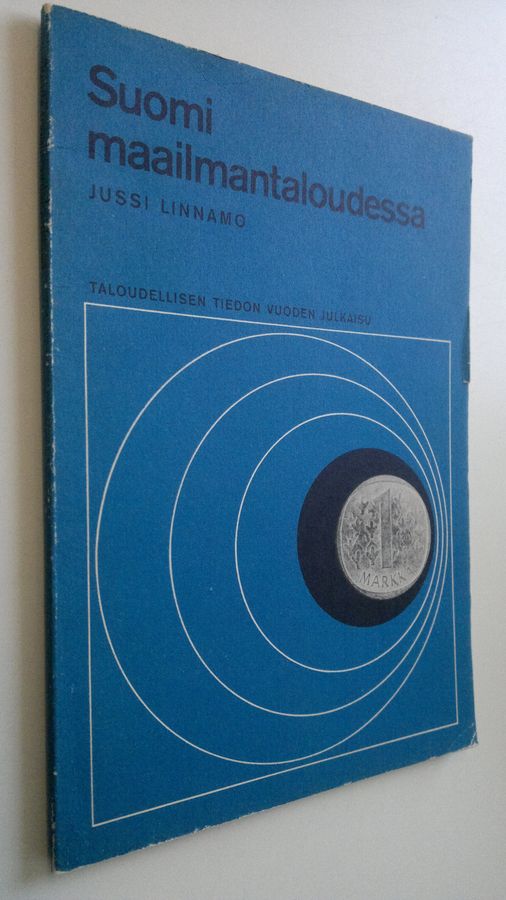 Suomi
maailmantaloudessa
JUSSI LINNAMO
TALOUDELLISEN TIEDON VUODEN JULKAISU
1
MARKKA